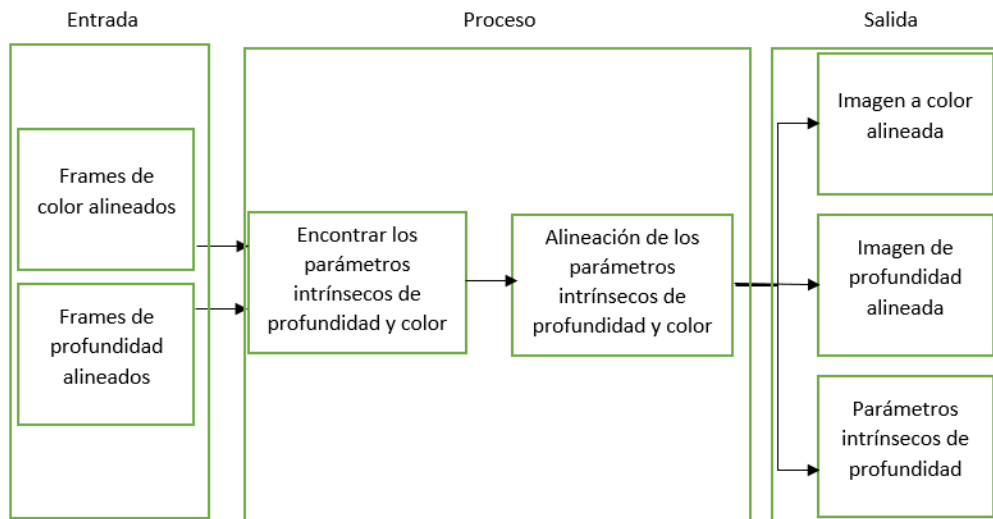 Entrada
Proceso
Salida
Frames de
color alineados
Frames de
profundidad
alineados
Encontrar los
parámetros
intrínsecos de
profundidad y color
Alineación de los
parámetros
intrínsecos de
profundidad y color
Imagen a color
alineada
Imagen de
profundidad
alineada
Parámetros
intrínsecos de
profundidad